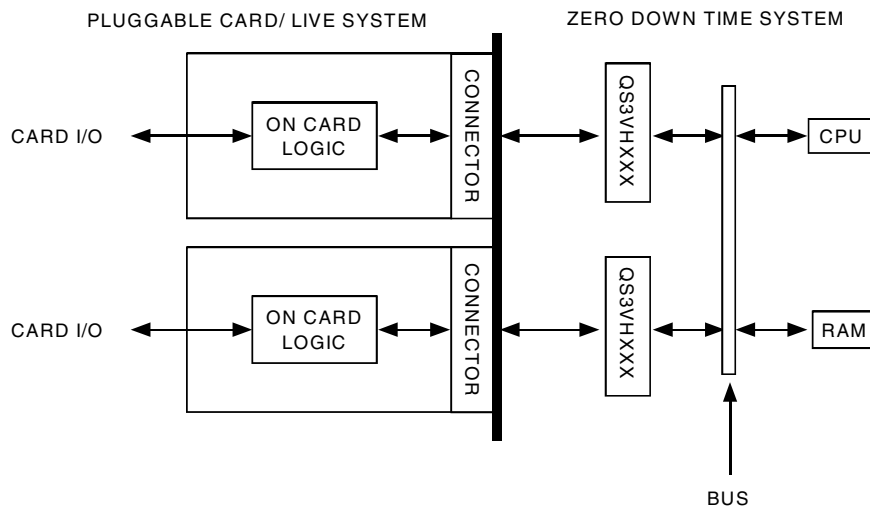 PLUGGABLE CARD/ LIVE SYSTEM
ZERO DOWN TIME SYSTEM
CARD I/O
ON CARD
LOGIC
CONNECTOR
QS3VHXXX
CPU
CARD I/O
ON CARD
LOGIC
CONNECTOR
QS3VHXXX
RAM
BUS